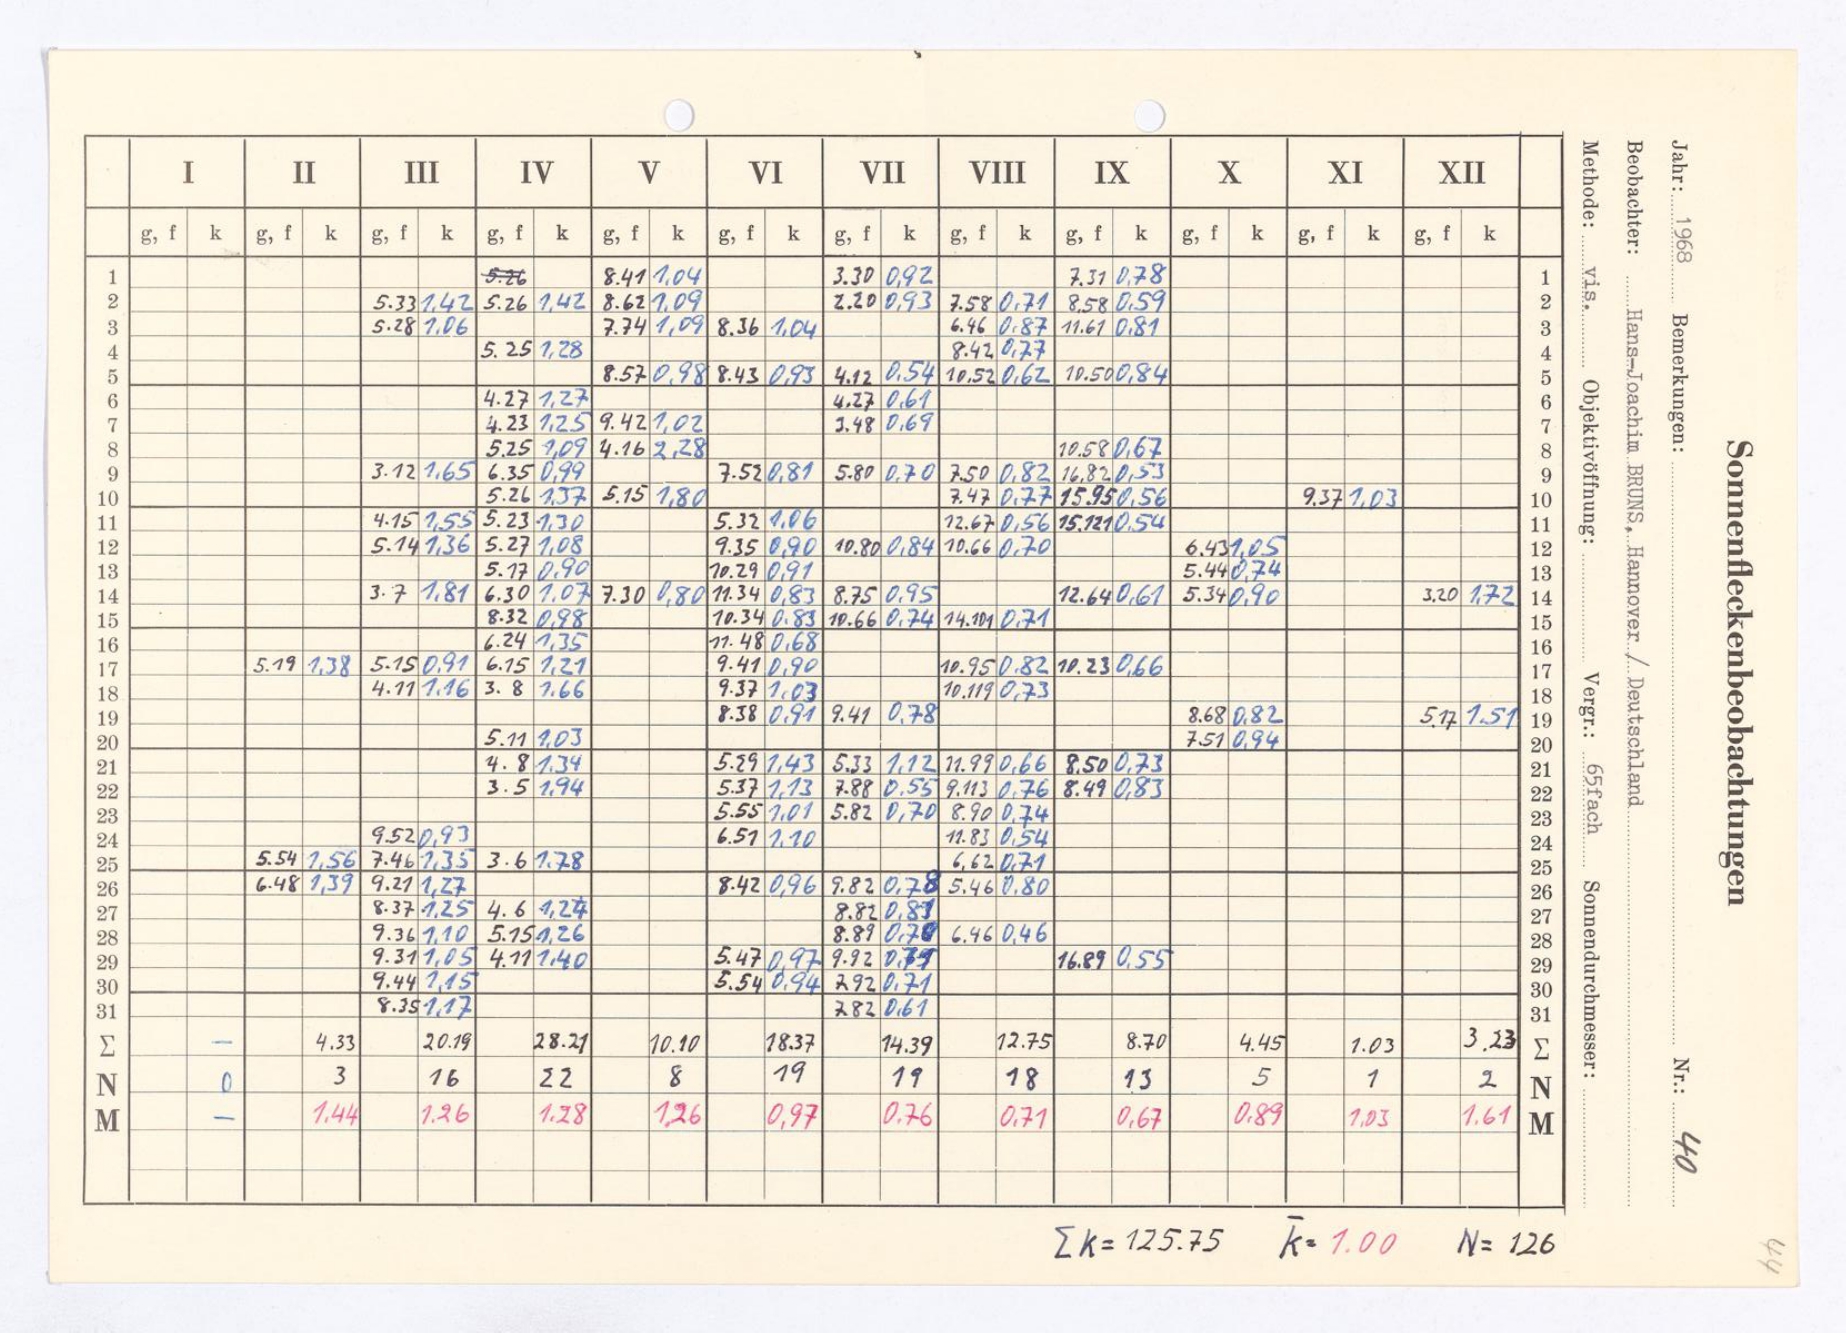 I II III IV V VI VII VIII IX X XI XII
g, f k g, f k g, f k g, f k g, f k g, f k g, f k g, f k g, f k g, f k g, f k g, f k
1 5.26 8.41 1,04 3.30 0,92 7.31 0,78 1
2 5.33 1,42 5.26 1,42 8.62 1,09 2.20 0,93 7.58 0,71 8,58 0,59 2
3 5.28 1,06 7.74 1,09 8.36 1,04 6.46 0,87 11.61 0,81 3
4 5.25 1,28 8.42 0,77 4
5 8.57 0,98 8.43 0,93 4.12 0,54 10,52 0,62 10.50 0,84 5
6 4.27 1,27 4.27 0,61 6
7 4.23 1,25 9.42 1,02 3.48 0,69 7
8 5.25 1,09 4.16 2,28 10.58 0,67 8
9 3.12 1,65 6.35 0,99 7.52 0,81 5.80 0,70 7.50 0,82 16,82 0,53 9
10 5.26 1,37 5.15 1,80 7.47 0,77 15.95 0,56 9.37 1,03 10
11 4.15 1,55 5.23 1,30 5.32 1,06 12.67 0,56 15.121 0,54 11
12 5.14 1,36 5.27 1,08 9.35 0,90 10.80 0,84 10.66 0,70 6.43 1,05 12
13 5.17 0,90 10.29 0,91 5.44 0,74 13
14 3.7 1,81 6.30 1,07 7.30 0,80 11.34 0,83 8.75 0,95 12.64 0,61 5.34 0,90 3.20 1,72 14
15 8.32 0,98 10.34 0.83 10.66 0,74 14.101 0,71 15
16 6.24 1,35 11.48 0,68 16
17 5.19 1,38 5.15 0,91 6.15 1,21 9.41 0,90 10.95 0.82 10.23 0,66 17
18 4.11 1.16 3.8 1.66 9.37 1,03 10.119 0,73 18
19 8.38 0,91 9.41 0,78 8.68 0,82 5.17 1.51 19
20 5.11 1,03 7.51 0,94 20
21 4.8 1.34 5.29 1,43 5.33 1,12 11.99 0,66 8.50 0,73 21
22 3.5 1,94 5.37 1,13 7.88 0.55 9.113 0,76 8.49 0,83 22
23 5.55 1,01 5.82 0,70 8.90 0,74 23
24 9.52 0,93 6.51 1.10 11.83 0,54 24
25 5.54 1,56 7.46 1,35 3.6 1.78 6,62 0,71 25
26 6.48 1,39 9.21 1,27 8.42 0,96 9.82 0,78 5.46 0,80 26
27 8.37 1,25 4.6 1,24 8.82 27
28 9.36 1,10 5.15 1,26 8.89 6.46 0,46 28
29 9.31 1,05 4.11 1.40 5.47 0,97 9.92 16.89 0,55 29
30 9.44 1,15 5.54 0,94 7.92 0,71 30
31 8.35 1,17 7.82 0,61 31
Σ — 4.33 20.19 28.21 10.10 18.37 14.39 12.75 8.70 4.45 1.03 3.23 Σ
N 0 3 16 22 8 19 19 18 13 5 1 2 N
M — 1.44 1.26 1.28 1,26 0,97 0.76 0.71 0,67 0.89 1,03 1.61 M
Σk = 125.75 k̄ = 1.00 N = 126
Sonnenfleckenbeobachtungen
Jahr: 1968 Bemerkungen: Nr.: 40
Beobachter: Hans-Joachim BRUNS, Hannover / Deutschland
Methode: vis. Objektivöffnung: Vergr.: 65fach Sonnendurchmesser:
44